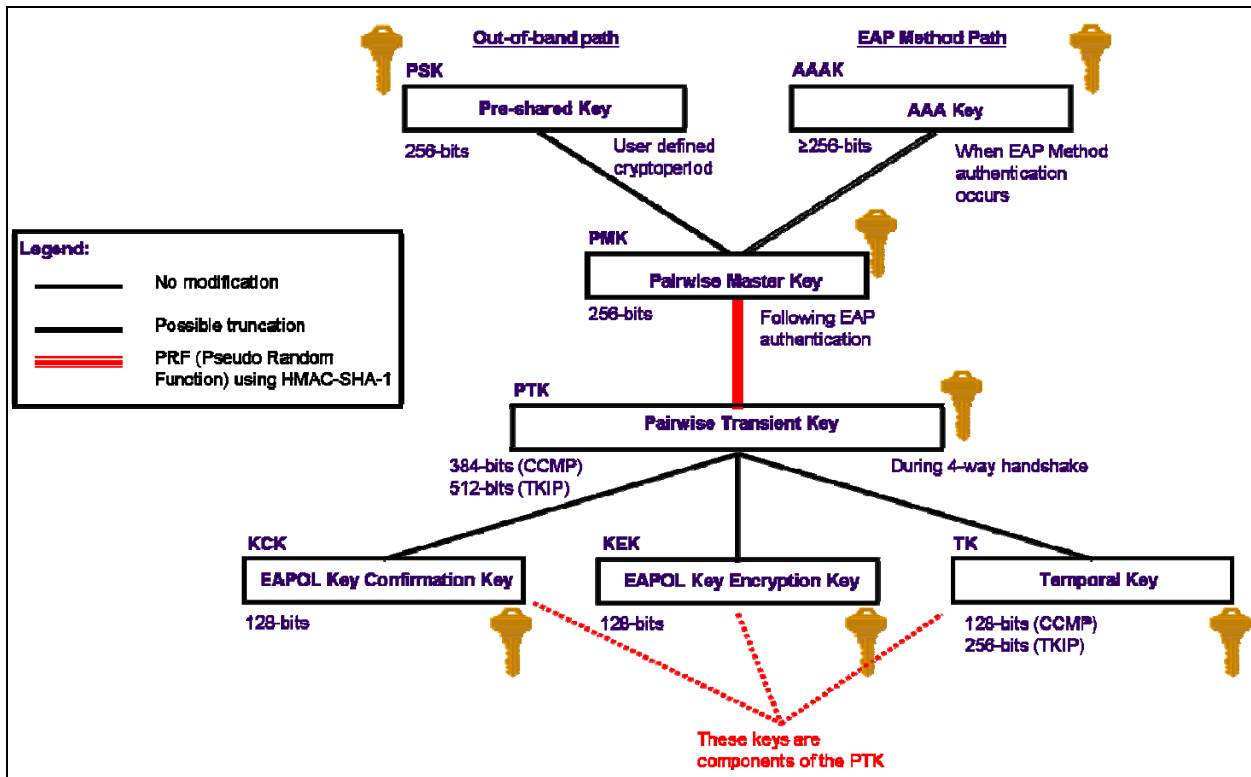 Out-of-band path
EAP Method Path
PSK
AAAK
Pre-shared Key
AAA Key
256-bits
User defined
cryptoperiod
≥256-bits
When EAP Method
authentication
occurs
PMK
Pairwise Master Key
256-bits
Following EAP
authentication
Legend:
No modification
Possible truncation
PRF (Pseudo Random
Function) using HMAC-SHA-1
PTK
Pairwise Transient Key
384-bits (CCMP)
512-bits (TKIP)
During 4-way handshake
KCK
KEK
TK
EAPOL Key Confirmation Key
EAPOL Key Encryption Key
Temporal Key
128-bits
128-bits
128-bits (CCMP)
256-bits (TKIP)
These keys are
components of the PTK